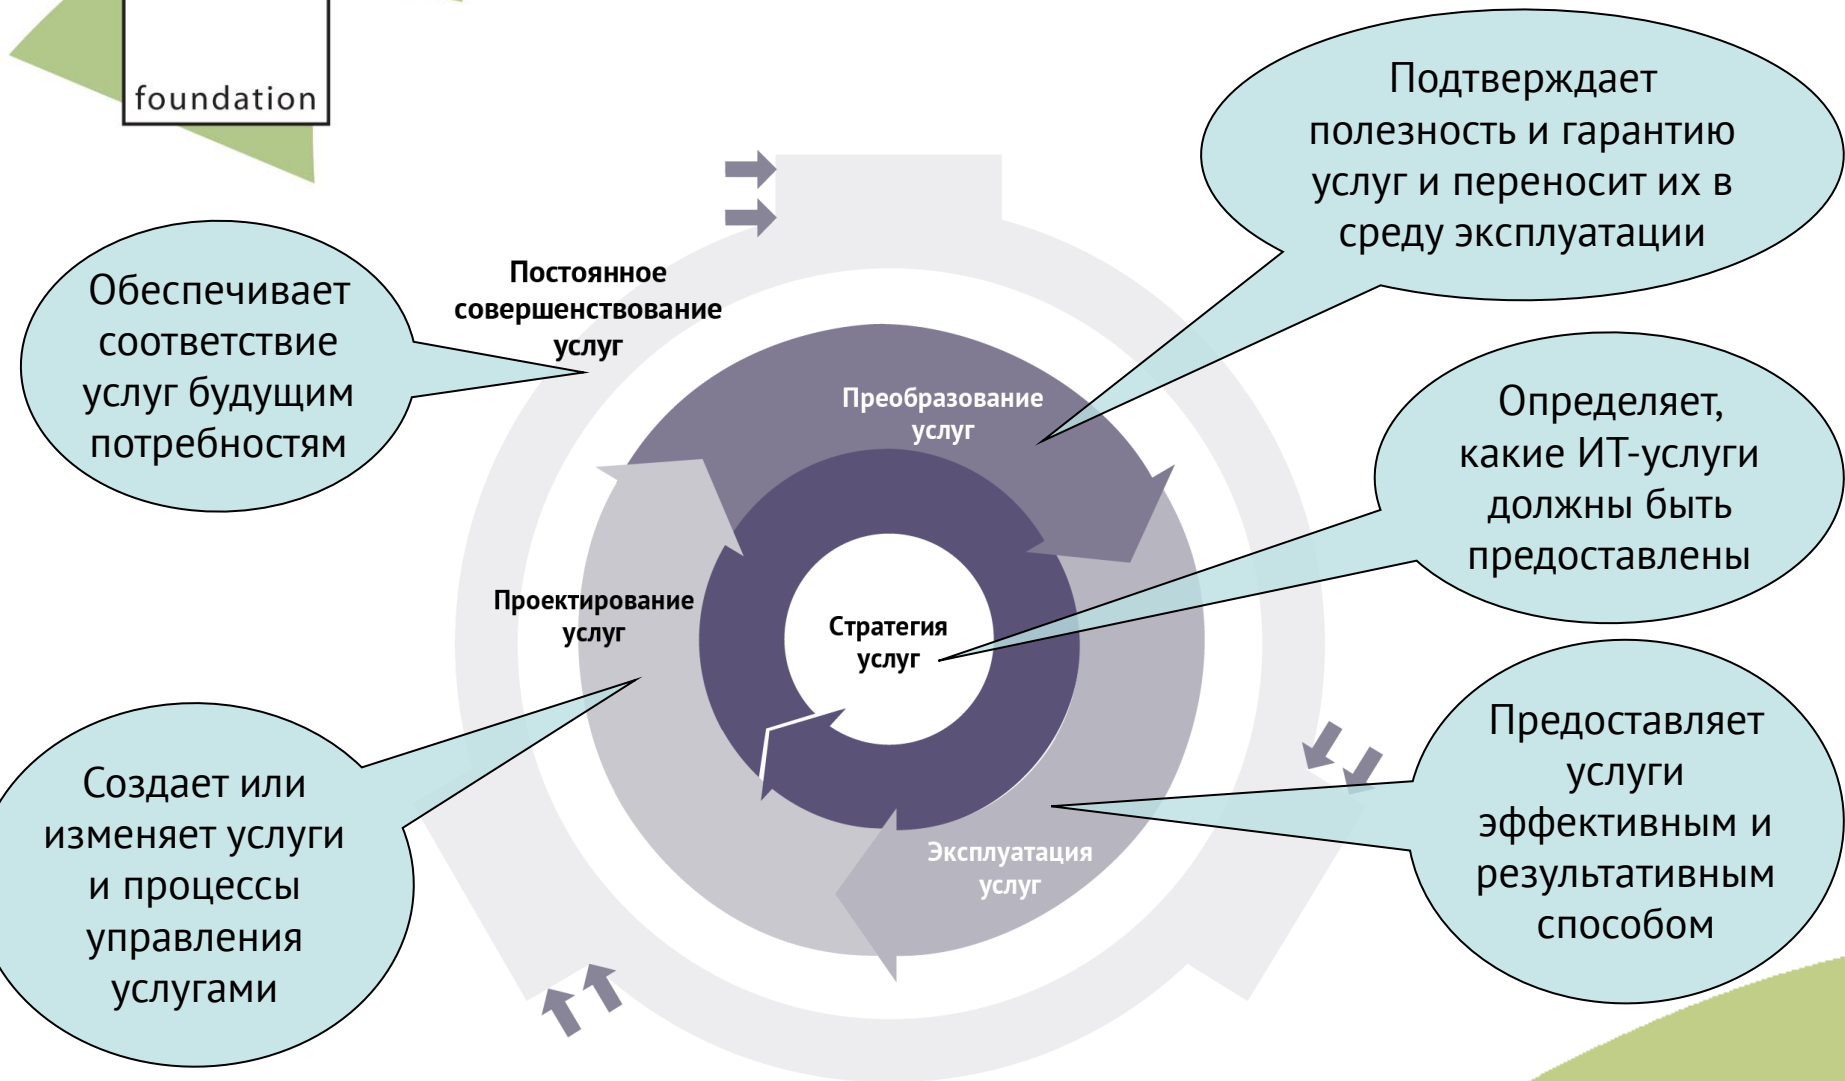 foundation
Подтверждает
полезность и гарантию
услуг и переносит их в
среду эксплуатации
Обеспечивает
соответствие
услуг будущим
потребностям
Постоянное
совершенствование
услуг
Преобразование
услуг
Определяет,
какие ИТ-услуги
должны быть
предоставлены
Проектирование
услуг
Стратегия
услуг
Создает или
изменяет услуги
и процессы
управления
услугами
Эксплуатация
услуг
Предоставляет
услуги
эффективным и
результативным
способом